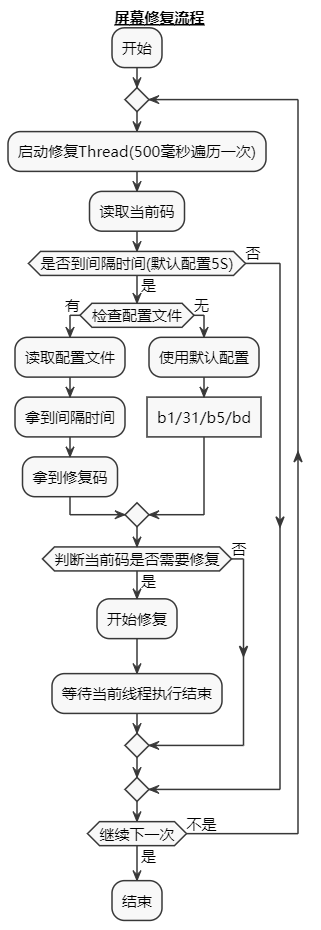 屏幕修复流程
开始
启动修复Thread(500毫秒遍历一次)
读取当前码
是否到间隔时间(默认配置5S)
否
是
有
检查配置文件
无
读取配置文件
使用默认配置
拿到间隔时间
b1/31/b5/bd
拿到修复码
判断当前码是否需要修复
否
是
开始修复
等待当前线程执行结束
继续下一次
不是
是
结束